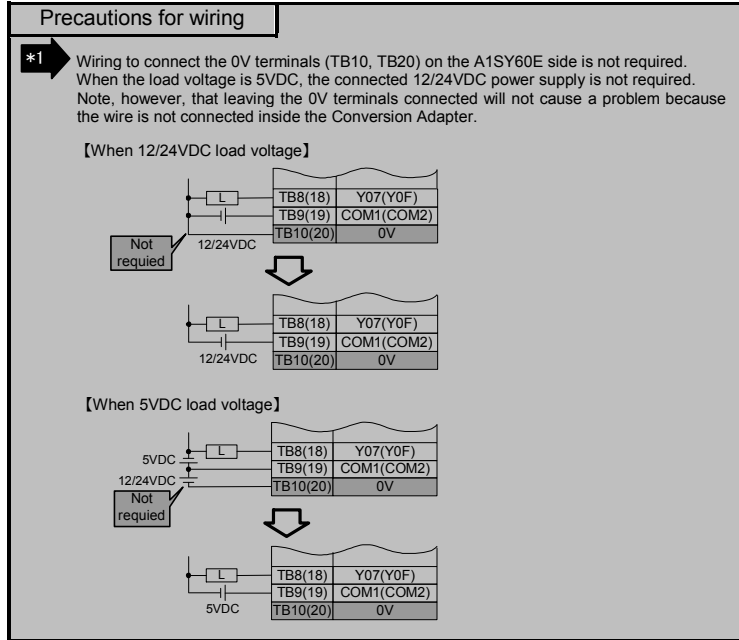 Precautions for wiring
*1
Wiring to connect the 0V terminals (TB10, TB20) on the A1SY60E side is not required.
When the load voltage is 5VDC, the connected 12/24VDC power supply is not required.
Note, however, that leaving the 0V terminals connected will not cause a problem because
the wire is not connected inside the Conversion Adapter.
【When 12/24VDC load voltage】
L TB8(18) Y07(Y0F)
TB9(19) COM1(COM2)
Not
requied
12/24VDC
TB10(20) 0V
L TB8(18) Y07(Y0F)
TB9(19) COM1(COM2)
12/24VDC
TB10(20) 0V
【When 5VDC load voltage】
L TB8(18) Y07(Y0F)
5VDC
TB9(19) COM1(COM2)
12/24VDC
TB10(20) 0V
Not
requied
L TB8(18) Y07(Y0F)
TB9(19) COM1(COM2)
5VDC
TB10(20) 0V